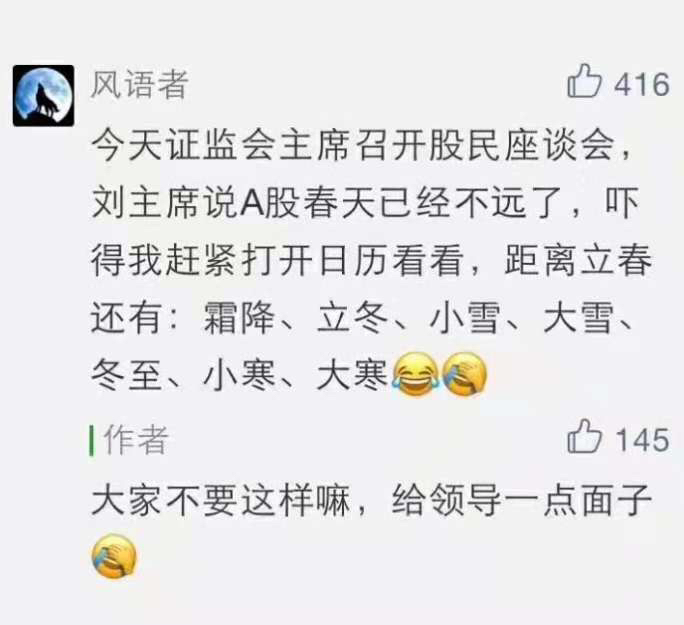 风语者
416
今天证监会主席召开股民座谈会，
刘主席说A股春天已经不远了，吓
得我赶紧打开日历看看，距离立春
还有：霜降、立冬、小雪、大雪、
冬至、小寒、大寒😂🤦
作者
145
大家不要这样嘛，给领导一点面子
🤦